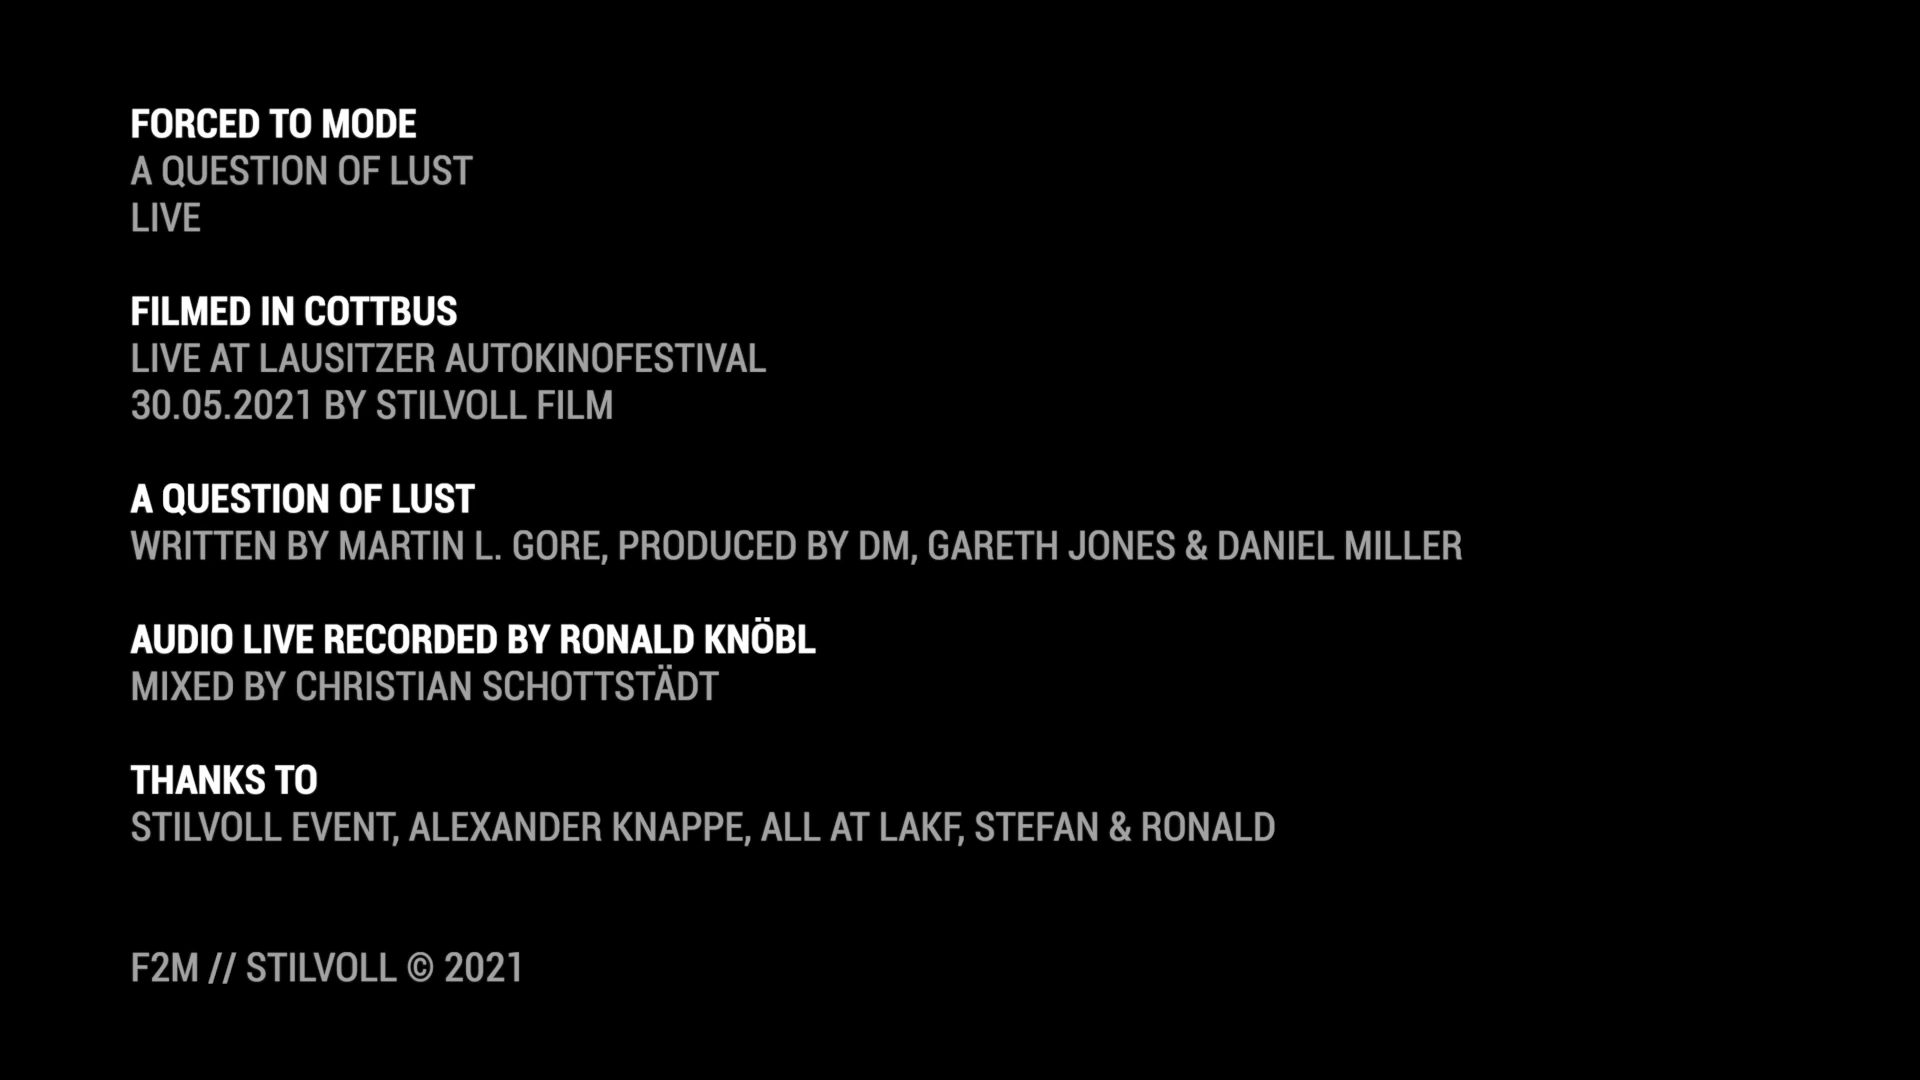 FORCED TO MODE
A QUESTION OF LUST
LIVE
FILMED IN COTTBUS
LIVE AT LAUSITZER AUTOKINOFESTIVAL
30.05.2021 BY STILVOLL FILM
A QUESTION OF LUST
WRITTEN BY MARTIN L. GORE, PRODUCED BY DM, GARETH JONES & DANIEL MILLER
AUDIO LIVE RECORDED BY RONALD KNÖBL
MIXED BY CHRISTIAN SCHOTTSTÄDT
THANKS TO
STILVOLL EVENT, ALEXANDER KNAPPE, ALL AT LAKF, STEFAN & RONALD
F2M // STILVOLL © 2021